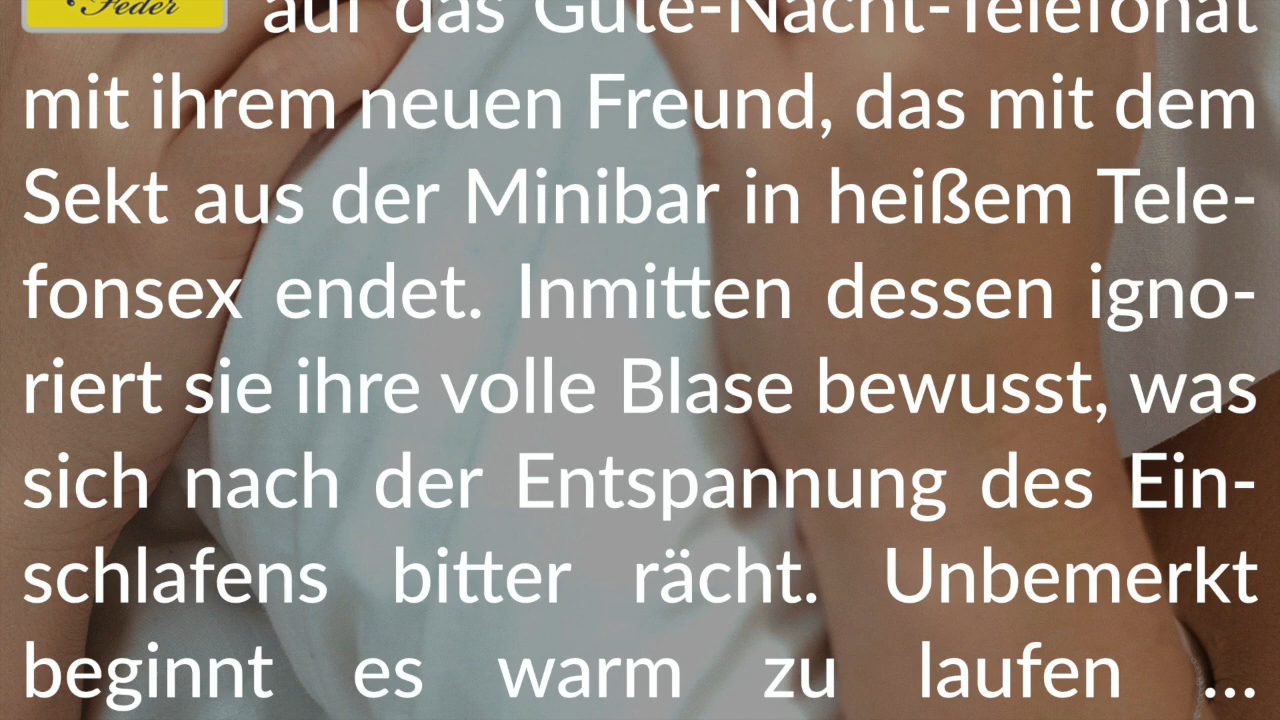 Feder
auf das Gute-Nacht-Telefonat
mit ihrem neuen Freund, das mit dem
Sekt aus der Minibar in heißem Tele-
fonsex endet. Inmitten dessen igno-
riert sie ihre volle Blase bewusst, was
sich nach der Entspannung des Ein-
schlafens bitter rächt. Unbemerkt
beginnt es warm zu laufen ...